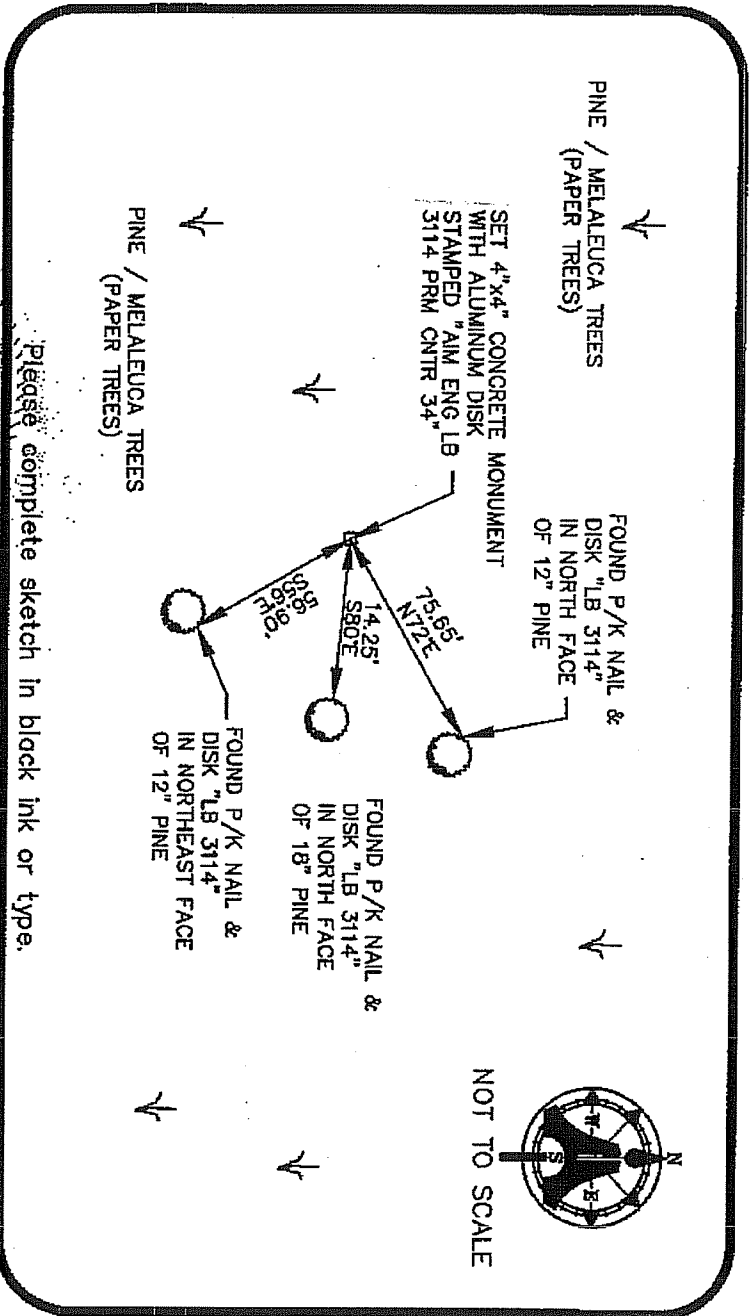 PINE / MELALEUCA TREES
(PAPER TREES)
FOUND P/K NAIL &
DISK "LB 3114"
IN NORTH FACE
OF 12" PINE
N
W
E
S
NOT TO SCALE
SET 4"x4" CONCRETE MONUMENT
WITH ALUMINUM DISK
STAMPED "AIM ENG LB
3114 PRM CNTR 34"
75.65'
N72°E
14.25'
S80°E
56.90'
FOUND P/K NAIL &
DISK "LB 3114"
IN NORTH FACE
OF 18" PINE
FOUND P/K NAIL &
DISK "LB 3114"
IN NORTHEAST FACE
OF 12" PINE
PINE / MELALEUCA TREES
(PAPER TREES)
Please complete sketch in black ink or type.